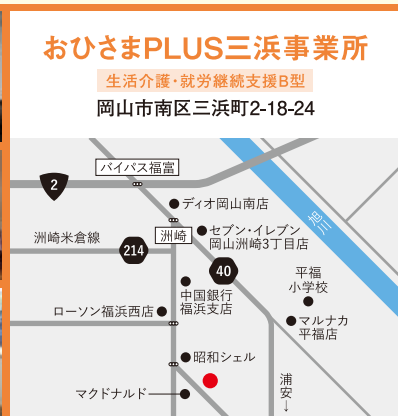 おひさまPLUS三浜事業所
生活介護・就労継続支援B型
岡山市南区三浜町2-18-24
バイパス福富
2
ディオ岡山南店
旭川
洲崎
セブン・イレブン
岡山洲崎3丁目店
洲崎米倉線
214
40
中国銀行
福浜支店
平福
小学校
ローソン福浜西店
マルナカ
平福店
昭和シェル
マクドナルド
浦安→